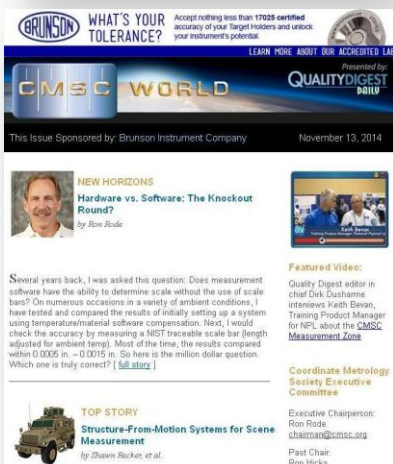 BRUNSON
WHAT'S YOUR
TOLERANCE?
Accept nothing less than 17025 certified
accuracy of your Target Holders and unlock
your instrument's potential.
LEARN MORE ABOUT OUR ACCREDITED LAB
CMSC WORLD
Presented by:
QUALITYDIGEST
DAILY
This Issue Sponsored by: Brunson Instrument Company
November 13, 2014
NEW HORIZONS
Hardware vs. Software: The Knockout
Round?
by Ron Rode
Several years back, I was asked this question: Does measurement
software have the ability to determine scale without the use of scale
bars? On numerous occasions in a variety of ambient conditions, I
have tested and compared the results of initially setting up a system
using temperature/material software compensation. Next, I would
check the accuracy by measuring a NIST traceable scale bar (length
adjusted for ambient temp). Most of the time, the results compared
within 0.0005 in. – 0.0015 in. So here is the million dollar question:
Which one is truly correct? [ full story ]
TOP STORY
Structure-From-Motion Systems for Scene
Measurement
by Shawn Recker, et al.
Keith Bevan
Featured Video:
Quality Digest editor in
chief Dirk Dusharme
interviews Keith Bevan,
Training Product Manager
for NPL about the CMSC
Measurement Zone
Coordinate Metrology
Society Executive
Committee
Executive Chairperson:
Ron Rode
chairman@cmsc.org
Past Chair:
Ron Hicks